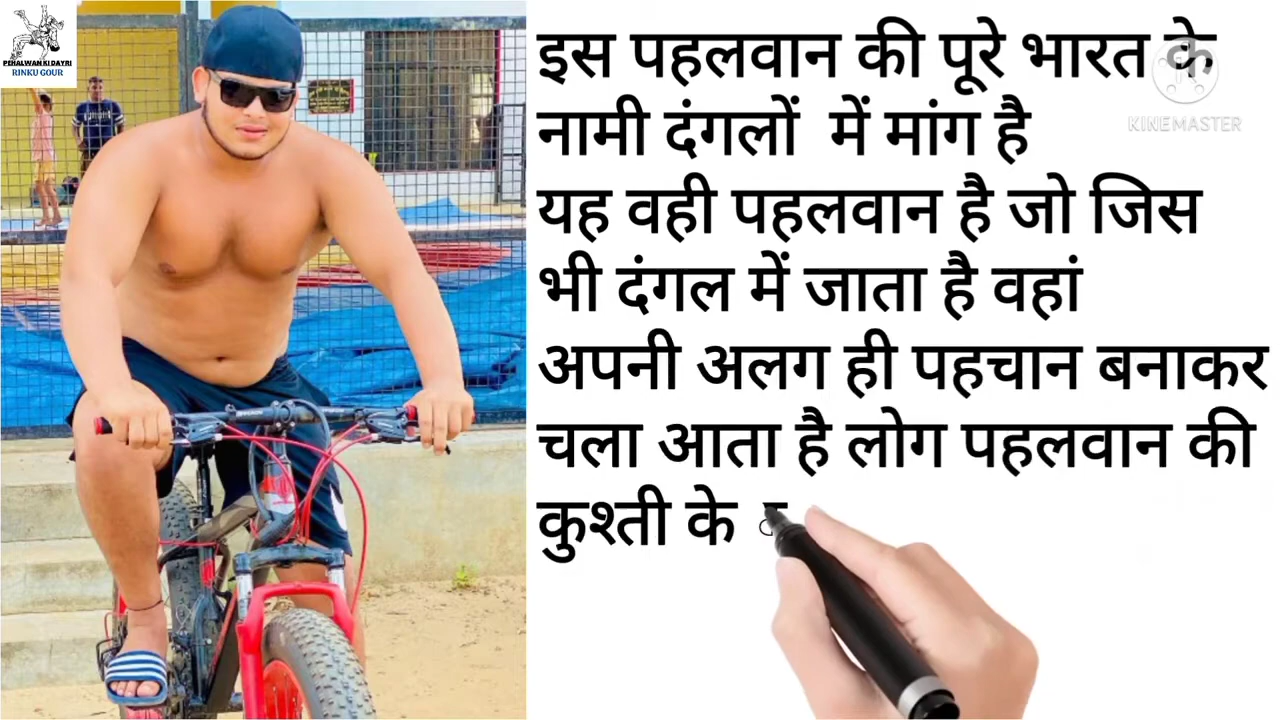 PEHALWAN KI DAYRI
RINKU GOUR
इस पहलवान की पूरे भारत के
नामी दंगलों में मांग है
यह वही पहलवान है जो जिस
भी दंगल में जाता है वहां
अपनी अलग ही पहचान बनाकर
चला आता है लोग पहलवान की
कुश्ती के
KINEMASTER